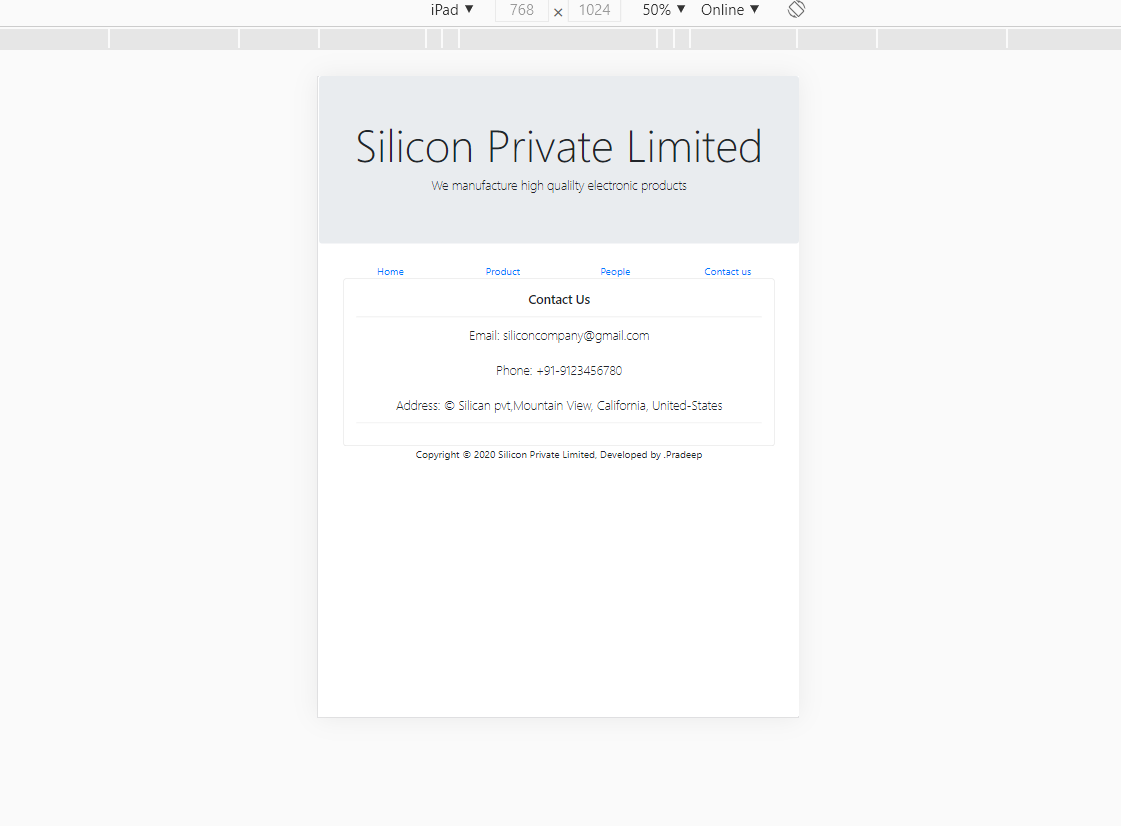 iPad ▼ 768 × 1024 50% ▼ Online ▼
Silicon Private Limited
We manufacture high qualilty electronic products
Home Product People Contact us
Contact Us
Email: siliconcompany@gmail.com
Phone: +91-9123456780
Address: © Silican pvt,Mountain View, California, United-States
Copyright © 2020 Silicon Private Limited, Developed by .Pradeep